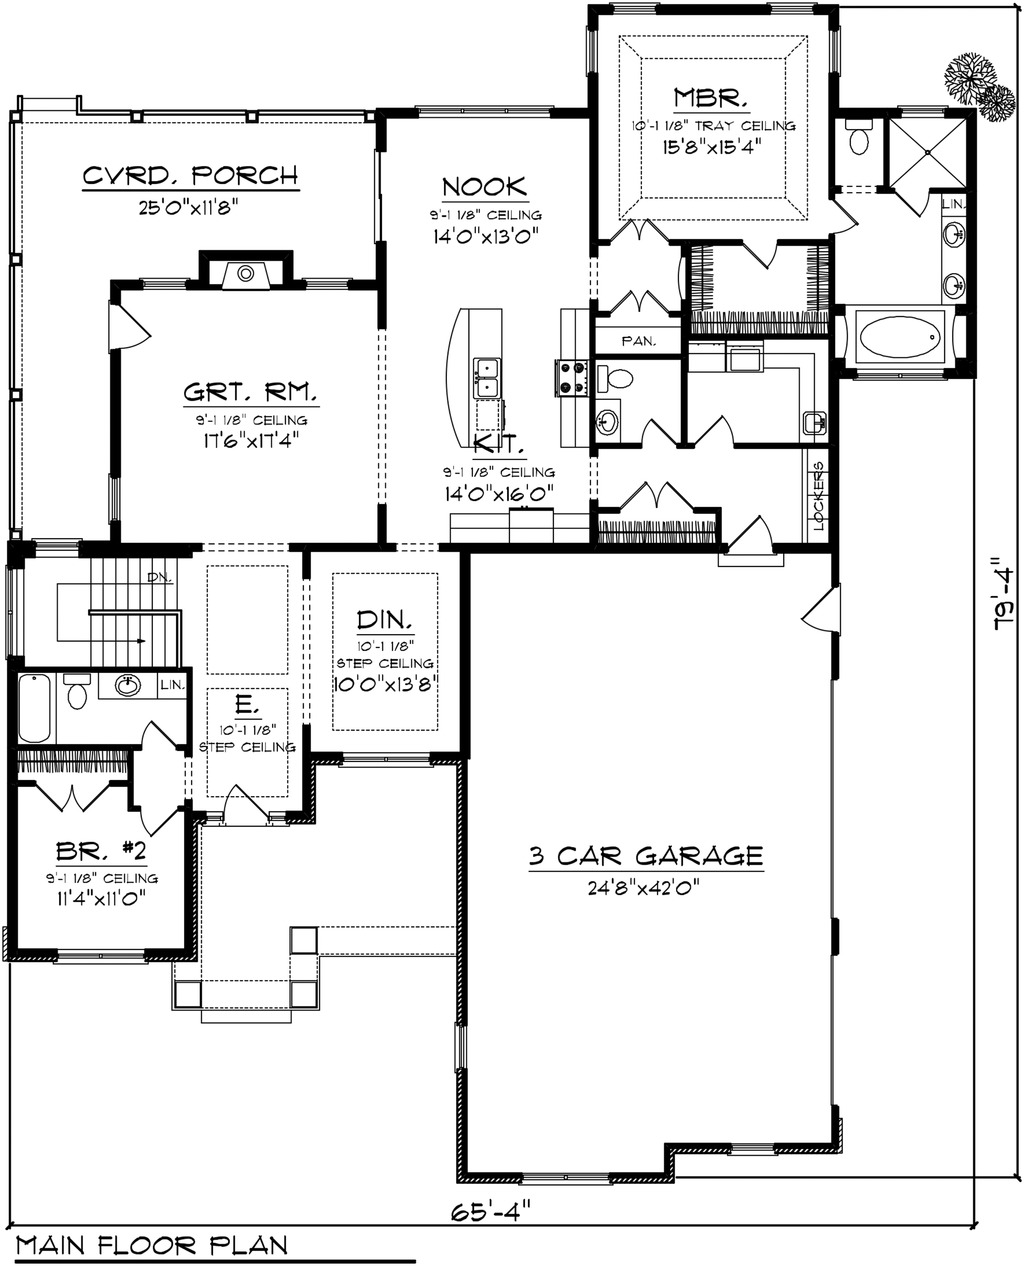 MBR.
10'-1 1/8" TRAY CEILING
15'8"x15'4"
CVRD. PORCH
25'0"x11'8"
NOOK
9'-1 1/8" CEILING
14'0"x13'0"
LIN.
PAN.
GRT. RM.
9'-1 1/8" CEILING
17'6"x17'4"
KIT.
9'-1 1/8" CEILING
14'0"x16'0"
LOCKERS
DN.
DIN.
10'-1 1/8"
STEP CEILING
10'0"x13'8"
LIN.
E.
10'-1 1/8"
STEP CEILING
79'-4"
BR. #2
9'-1 1/8" CEILING
11'4"x11'0"
3 CAR GARAGE
24'8"x42'0"
65'-4"
MAIN FLOOR PLAN